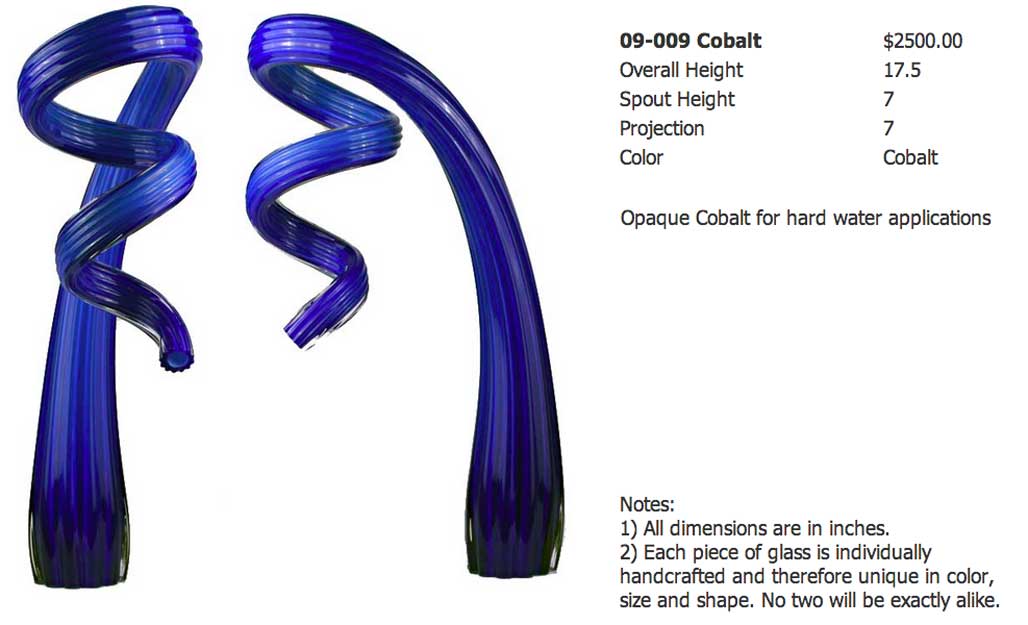 09-009 Cobalt $2500.00
Overall Height 17.5
Spout Height 7
Projection 7
Color Cobalt
Opaque Cobalt for hard water applications
Notes:
1) All dimensions are in inches.
2) Each piece of glass is individually
handcrafted and therefore unique in color,
size and shape. No two will be exactly alike.